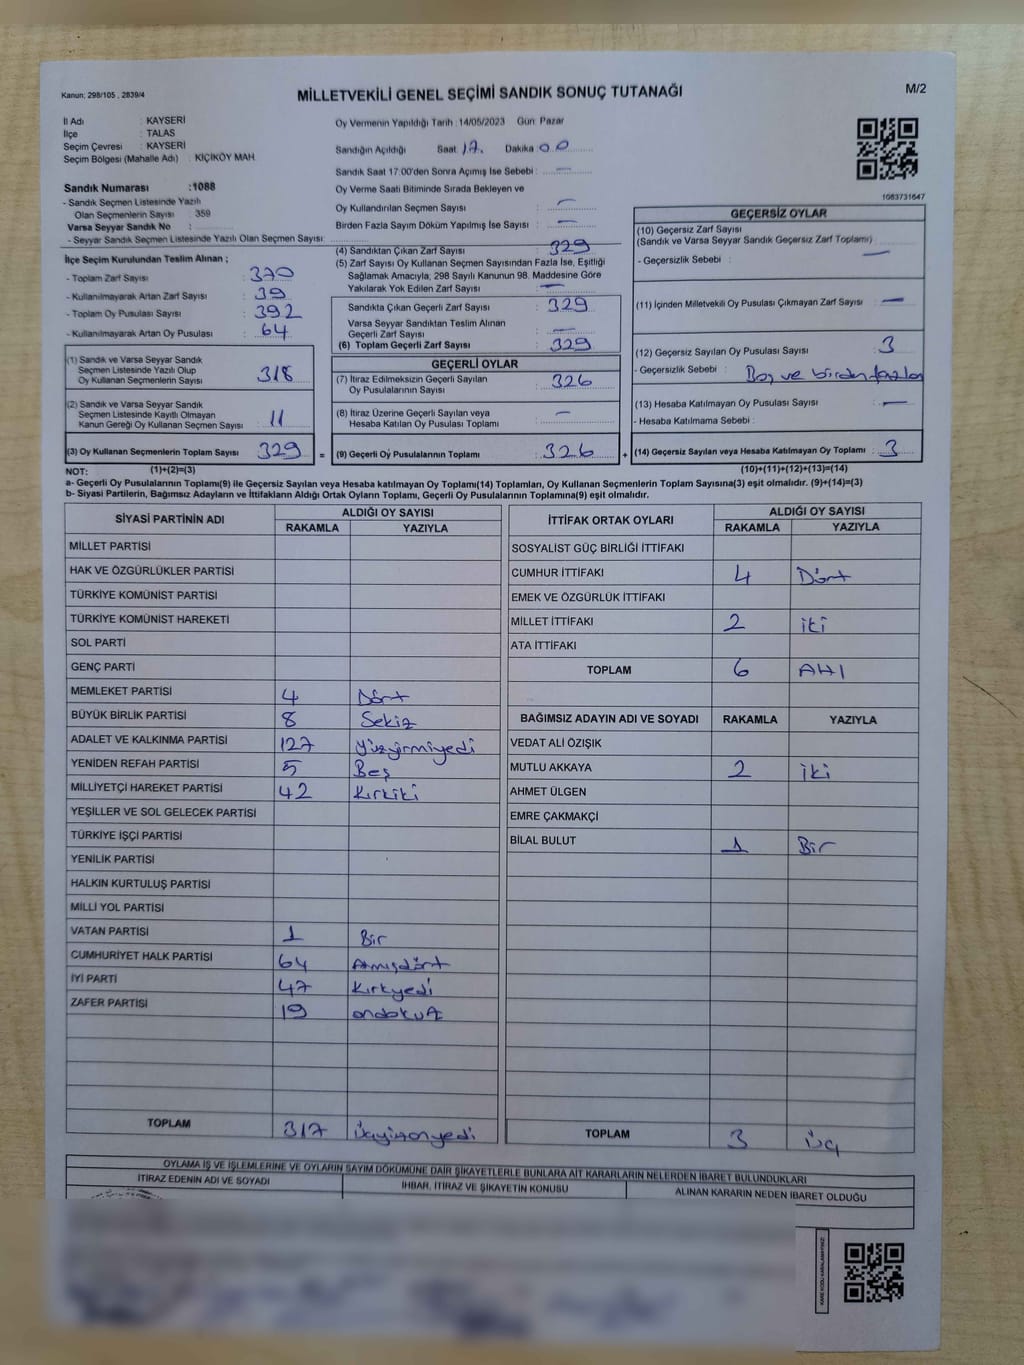 Kanun: 298/105 , 2839/4
MİLLETVEKİLİ GENEL SEÇİMİ SANDIK SONUÇ TUTANAĞI
M/2
İl Adı : KAYSERİ
İlçe : TALAS
Seçim Çevresi : KAYSERİ
Seçim Bölgesi (Mahalle Adı) : KIÇIKÖY MAH.
Sandık Numarası :1088
- Sandık Seçmen Listesinde Yazılı
Olan Seçmenlerin Sayısı : 359
Varsa Seyyar Sandık No :
- Seyyar Sandık Seçmen Listesinde Yazılı Olan Seçmen Sayısı:
İlçe Seçim Kurulundan Teslim Alınan ;
- Toplam Zarf Sayısı : 370
- Kullanılmayarak Artan Zarf Sayısı : 39
- Toplam Oy Pusulası Sayısı : 392
- Kullanılmayarak Artan Oy Pusulası : 64
(1) Sandık ve Varsa Seyyar Sandık
Seçmen Listesinde Yazılı Olup
Oy Kullanan Seçmenlerin Sayısı : 318
(2) Sandık ve Varsa Seyyar Sandık
Seçmen Listesinde Kayıtlı Olmayan
Kanun Gereği Oy Kullanan Seçmen Sayısı : 11
(3) Oy Kullanan Seçmenlerin Toplam Sayısı : 329 =
Oy Vermenin Yapıldığı Tarih : 14/05/2023 Gün: Pazar
Sandığın Açıldığı Saat 17. Dakika 00
Sandık Saat 17.00'den Sonra Açımış İse Sebebi : —
Oy Verme Saati Bitiminde Sırada Bekleyen ve
Oy Kullandırılan Seçmen Sayısı : —
Birden Fazla Sayım Döküm Yapılmış İse Sayısı : —
(4) Sandıktan Çıkan Zarf Sayısı : 329
(5) Zarf Sayısı Oy Kullanan Seçmen Sayısından Fazla İse, Eşitliği
Sağlamak Amacıyla; 298 Sayılı Kanunun 98. Maddesine Göre
Yakılarak Yok Edilen Zarf Sayısı : —
Sandıkta Çıkan Geçerli Zarf Sayısı : 329
Varsa Seyyar Sandıktan Teslim Alınan
Geçerli Zarf Sayısı : —
(6) Toplam Geçerli Zarf Sayısı : 329
GEÇERLİ OYLAR
(7) İtiraz Edilmeksizin Geçerli Sayılan
Oy Pusulalarının Sayısı : 326
(8) İtiraz Üzerine Geçerli Sayılan veya
Hesaba Katılan Oy Pusulası Toplamı : —
(9) Geçerli Oy Pusulalarının Toplamı : 326 +
1083731647
GEÇERSİZ OYLAR
(10) Geçersiz Zarf Sayısı
(Sandık ve Varsa Seyyar Sandık Geçersiz Zarf Toplamı) : —
- Geçersizlik Sebebi :
(11) İçinden Milletvekili Oy Pusulası Çıkmayan Zarf Sayısı : —
(12) Geçersiz Sayılan Oy Pusulası Sayısı : 3
- Geçersizlik Sebebi : Boş ve birden fazla
(13) Hesaba Katılmayan Oy Pusulası Sayısı : —
- Hesaba Katılmama Sebebi :
(14) Geçersiz Sayılan veya Hesaba Katılmayan Oy Toplamı : 3
NOT: (1)+(2)=(3) (10)+(11)+(12)+(13)=(14)
a- Geçerli Oy Pusulalarının Toplamı(9) ile Geçersiz Sayılan veya Hesaba katılmayan Oy Toplamı(14) Toplamları, Oy Kullanan Seçmenlerin Toplam Sayısına(3) eşit olmalıdır. (9)+(14)=(3)
b- Siyasi Partilerin, Bağımsız Adayların ve İttifakların Aldığı Ortak Oyların Toplamı, Geçerli Oy Pusulalarının Toplamına(9) eşit olmalıdır.
SİYASİ PARTİNİN ADI ALDIĞI OY SAYISI
RAKAMLA YAZIYLA
MİLLET PARTİSİ
HAK VE ÖZGÜRLÜKLER PARTİSİ
TÜRKİYE KOMÜNİST PARTİSİ
TÜRKİYE KOMÜNİST HAREKETİ
SOL PARTİ
GENÇ PARTİ
MEMLEKET PARTİSİ 4 Dört
BÜYÜK BİRLİK PARTİSİ 8 Sekiz
ADALET VE KALKINMA PARTİSİ 127 yüzyirmiyedi
YENİDEN REFAH PARTİSİ 5 Beş
MİLLİYETÇİ HAREKET PARTİSİ 42 Kırkiki
YEŞİLLER VE SOL GELECEK PARTİSİ
TÜRKİYE İŞÇİ PARTİSİ
YENİLİK PARTİSİ
HALKIN KURTULUŞ PARTİSİ
MİLLİ YOL PARTİSİ
VATAN PARTİSİ 1 Bir
CUMHURİYET HALK PARTİSİ 64 Atmışdört
İYİ PARTİ 47 Kırkyedi
ZAFER PARTİSİ 19 ondokuz
TOPLAM 317 üçyüzonyedi
İTTİFAK ORTAK OYLARI ALDIĞI OY SAYISI
RAKAMLA YAZIYLA
SOSYALİST GÜÇ BİRLİĞİ İTTİFAKI
CUMHUR İTTİFAKI 4 Dört
EMEK VE ÖZGÜRLÜK İTTİFAKI
MİLLET İTTİFAKI 2 iki
ATA İTTİFAKI
TOPLAM 6 Altı
BAĞIMSIZ ADAYIN ADI VE SOYADI RAKAMLA YAZIYLA
VEDAT ALİ ÖZIŞIK
MUTLU AKKAYA 2 iki
AHMET ÜLGEN
EMRE ÇAKMAKÇİ
BİLAL BULUT 1 Bir
TOPLAM 3 üç
OYLAMA İŞ VE İŞLEMLERİNE VE OYLARIN SAYIM DÖKÜMÜNE DAİR ŞİKAYETLERLE BUNLARA AİT KARARLARIN NELERDEN İBARET BULUNDUKLARI
İTİRAZ EDENİN ADI VE SOYADI İHBAR, İTİRAZ VE ŞİKAYETİN KONUSU ALINAN KARARIN NEDEN İBARET OLDUĞU